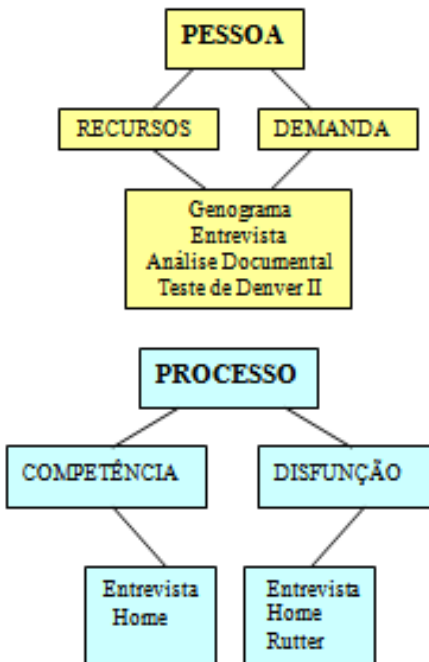 PESSOA
RECURSOS
DEMANDA
Genograma
Entrevista
Análise Documental
Teste de Denver II
PROCESSO
COMPETÊNCIA
DISFUNÇÃO
Entrevista
Home
Entrevista
Home
Rutter